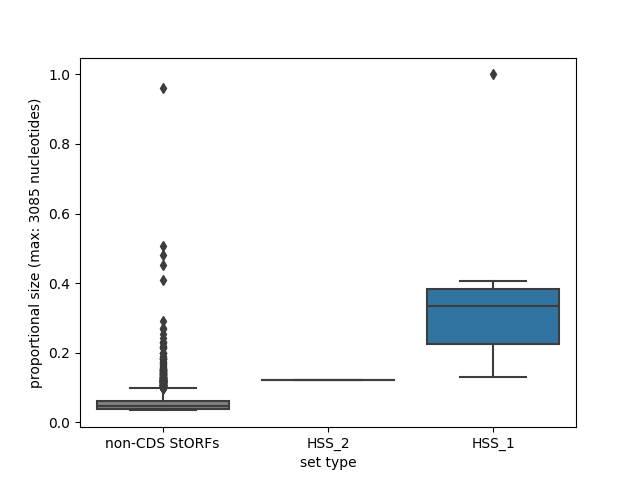 proportional size (max: 3085 nucleotides)
1.0
0.8
0.6
0.4
0.2
0.0
non-CDS StORFs HSS_2 HSS_1
set type